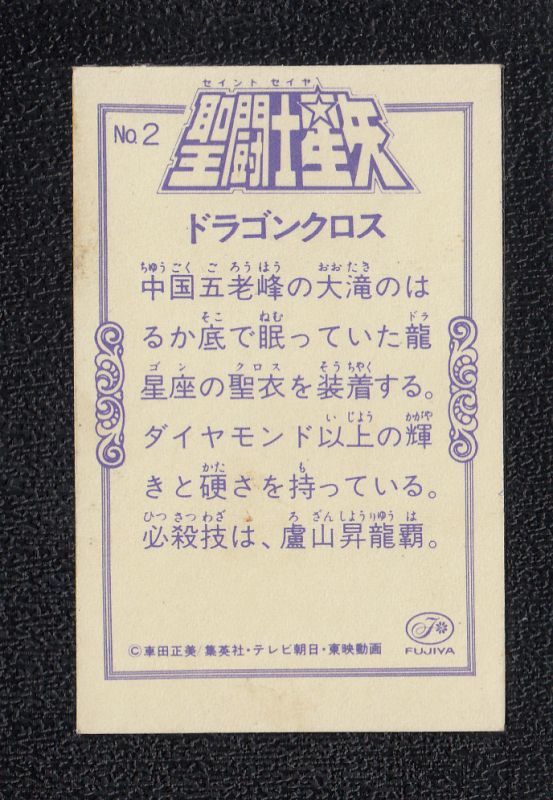 セイント セイヤ
No.2
聖闘士星矢
ドラゴンクロス
ちゅうごく ご ろうほう おおたき
中国五老峰の大滝のは
そこ ねむ ドラ
るか底で眠っていた龍
ゴン クロス そうちゃく
星座の聖衣を装着する。
いじょう かがや
ダイヤモンド以上の輝
かた も
きと硬さを持っている。
ひっさつわざ ろ ざんしょうりゅう は
必殺技は、盧山昇龍覇。
©車田正美/集英社・テレビ朝日・東映動画
F
FUJIYA